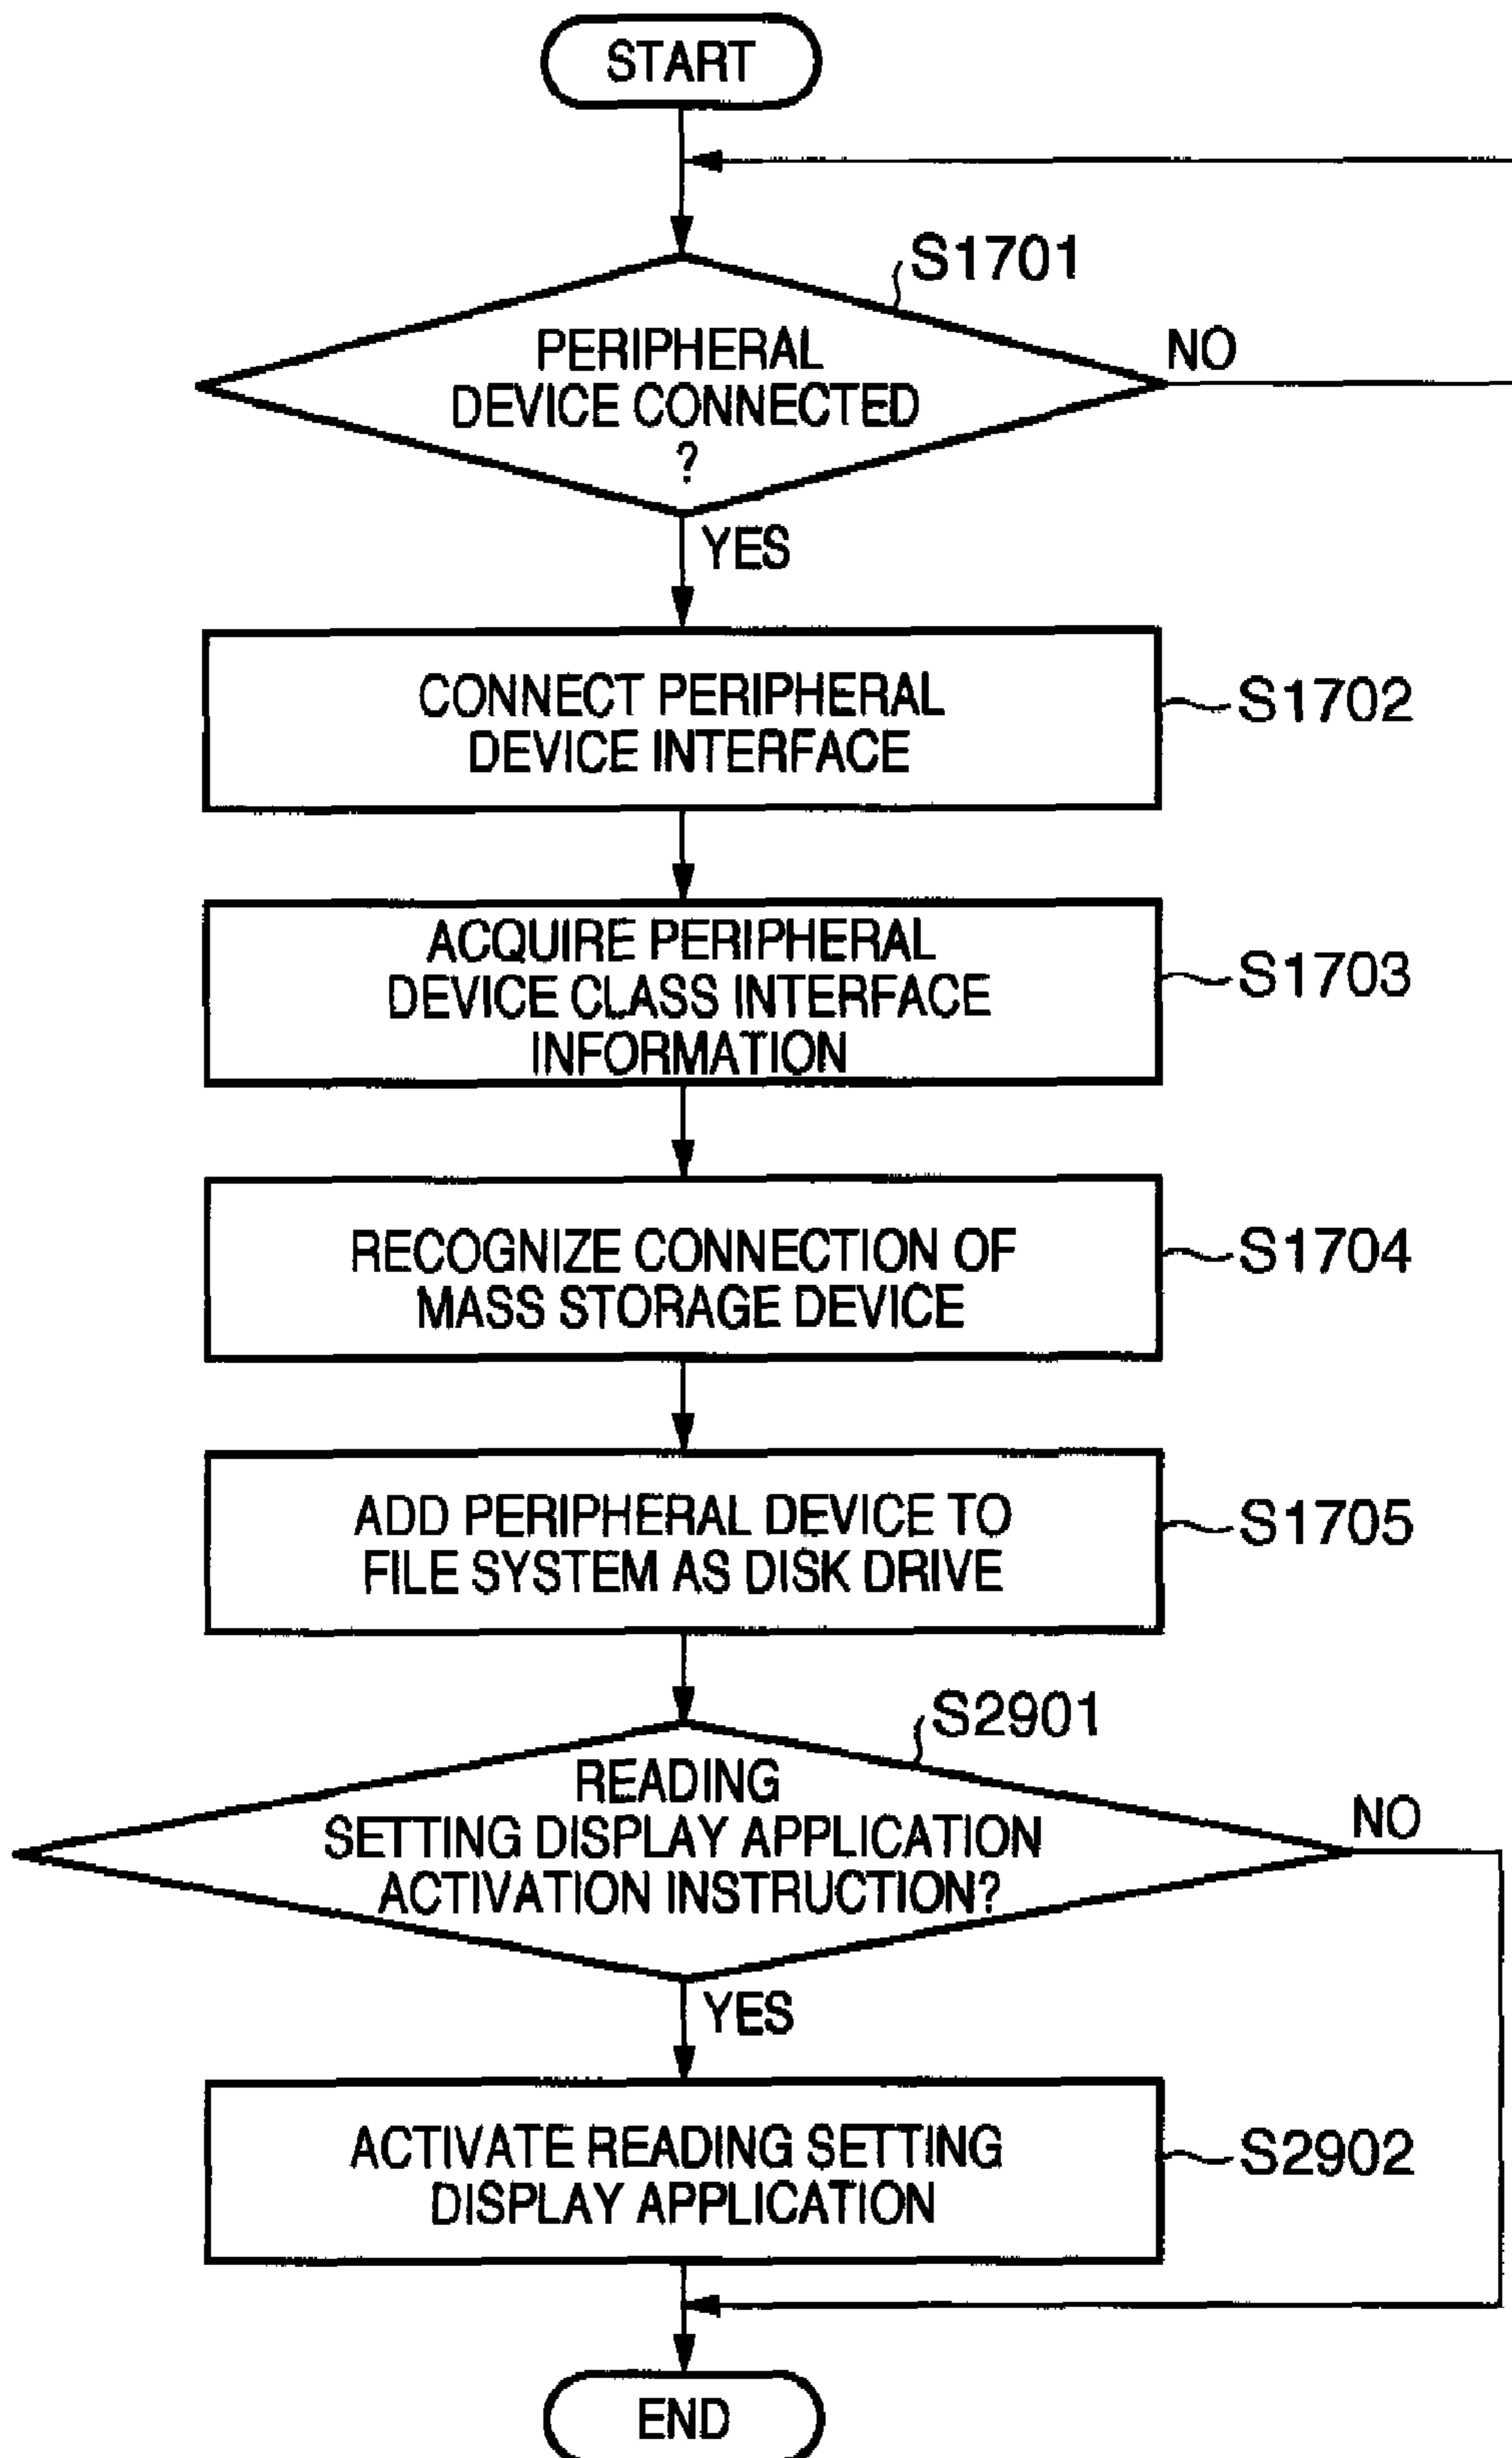 START
S1701
PERIPHERAL
DEVICE CONNECTED
?
NO
YES
CONNECT PERIPHERAL
DEVICE INTERFACE
S1702
ACQUIRE PERIPHERAL
DEVICE CLASS INTERFACE
INFORMATION
S1703
RECOGNIZE CONNECTION OF
MASS STORAGE DEVICE
S1704
ADD PERIPHERAL DEVICE TO
FILE SYSTEM AS DISK DRIVE
S1705
S2901
READING
SETTING DISPLAY APPLICATION
ACTIVATION INSTRUCTION?
NO
YES
ACTIVATE READING SETTING
DISPLAY APPLICATION
S2902
END